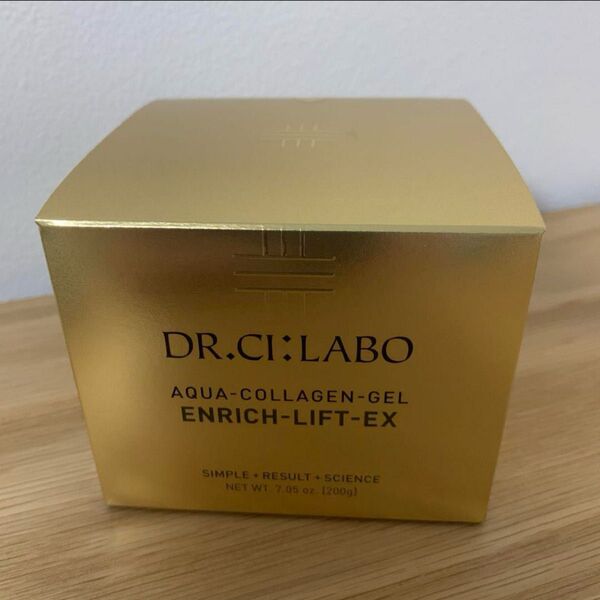 DR.CI:LABO
AQUA-COLLAGEN-GEL
ENRICH-LIFT-EX
SIMPLE + RESULT + SCIENCE
NET WT. 7.05 oz. [200g]